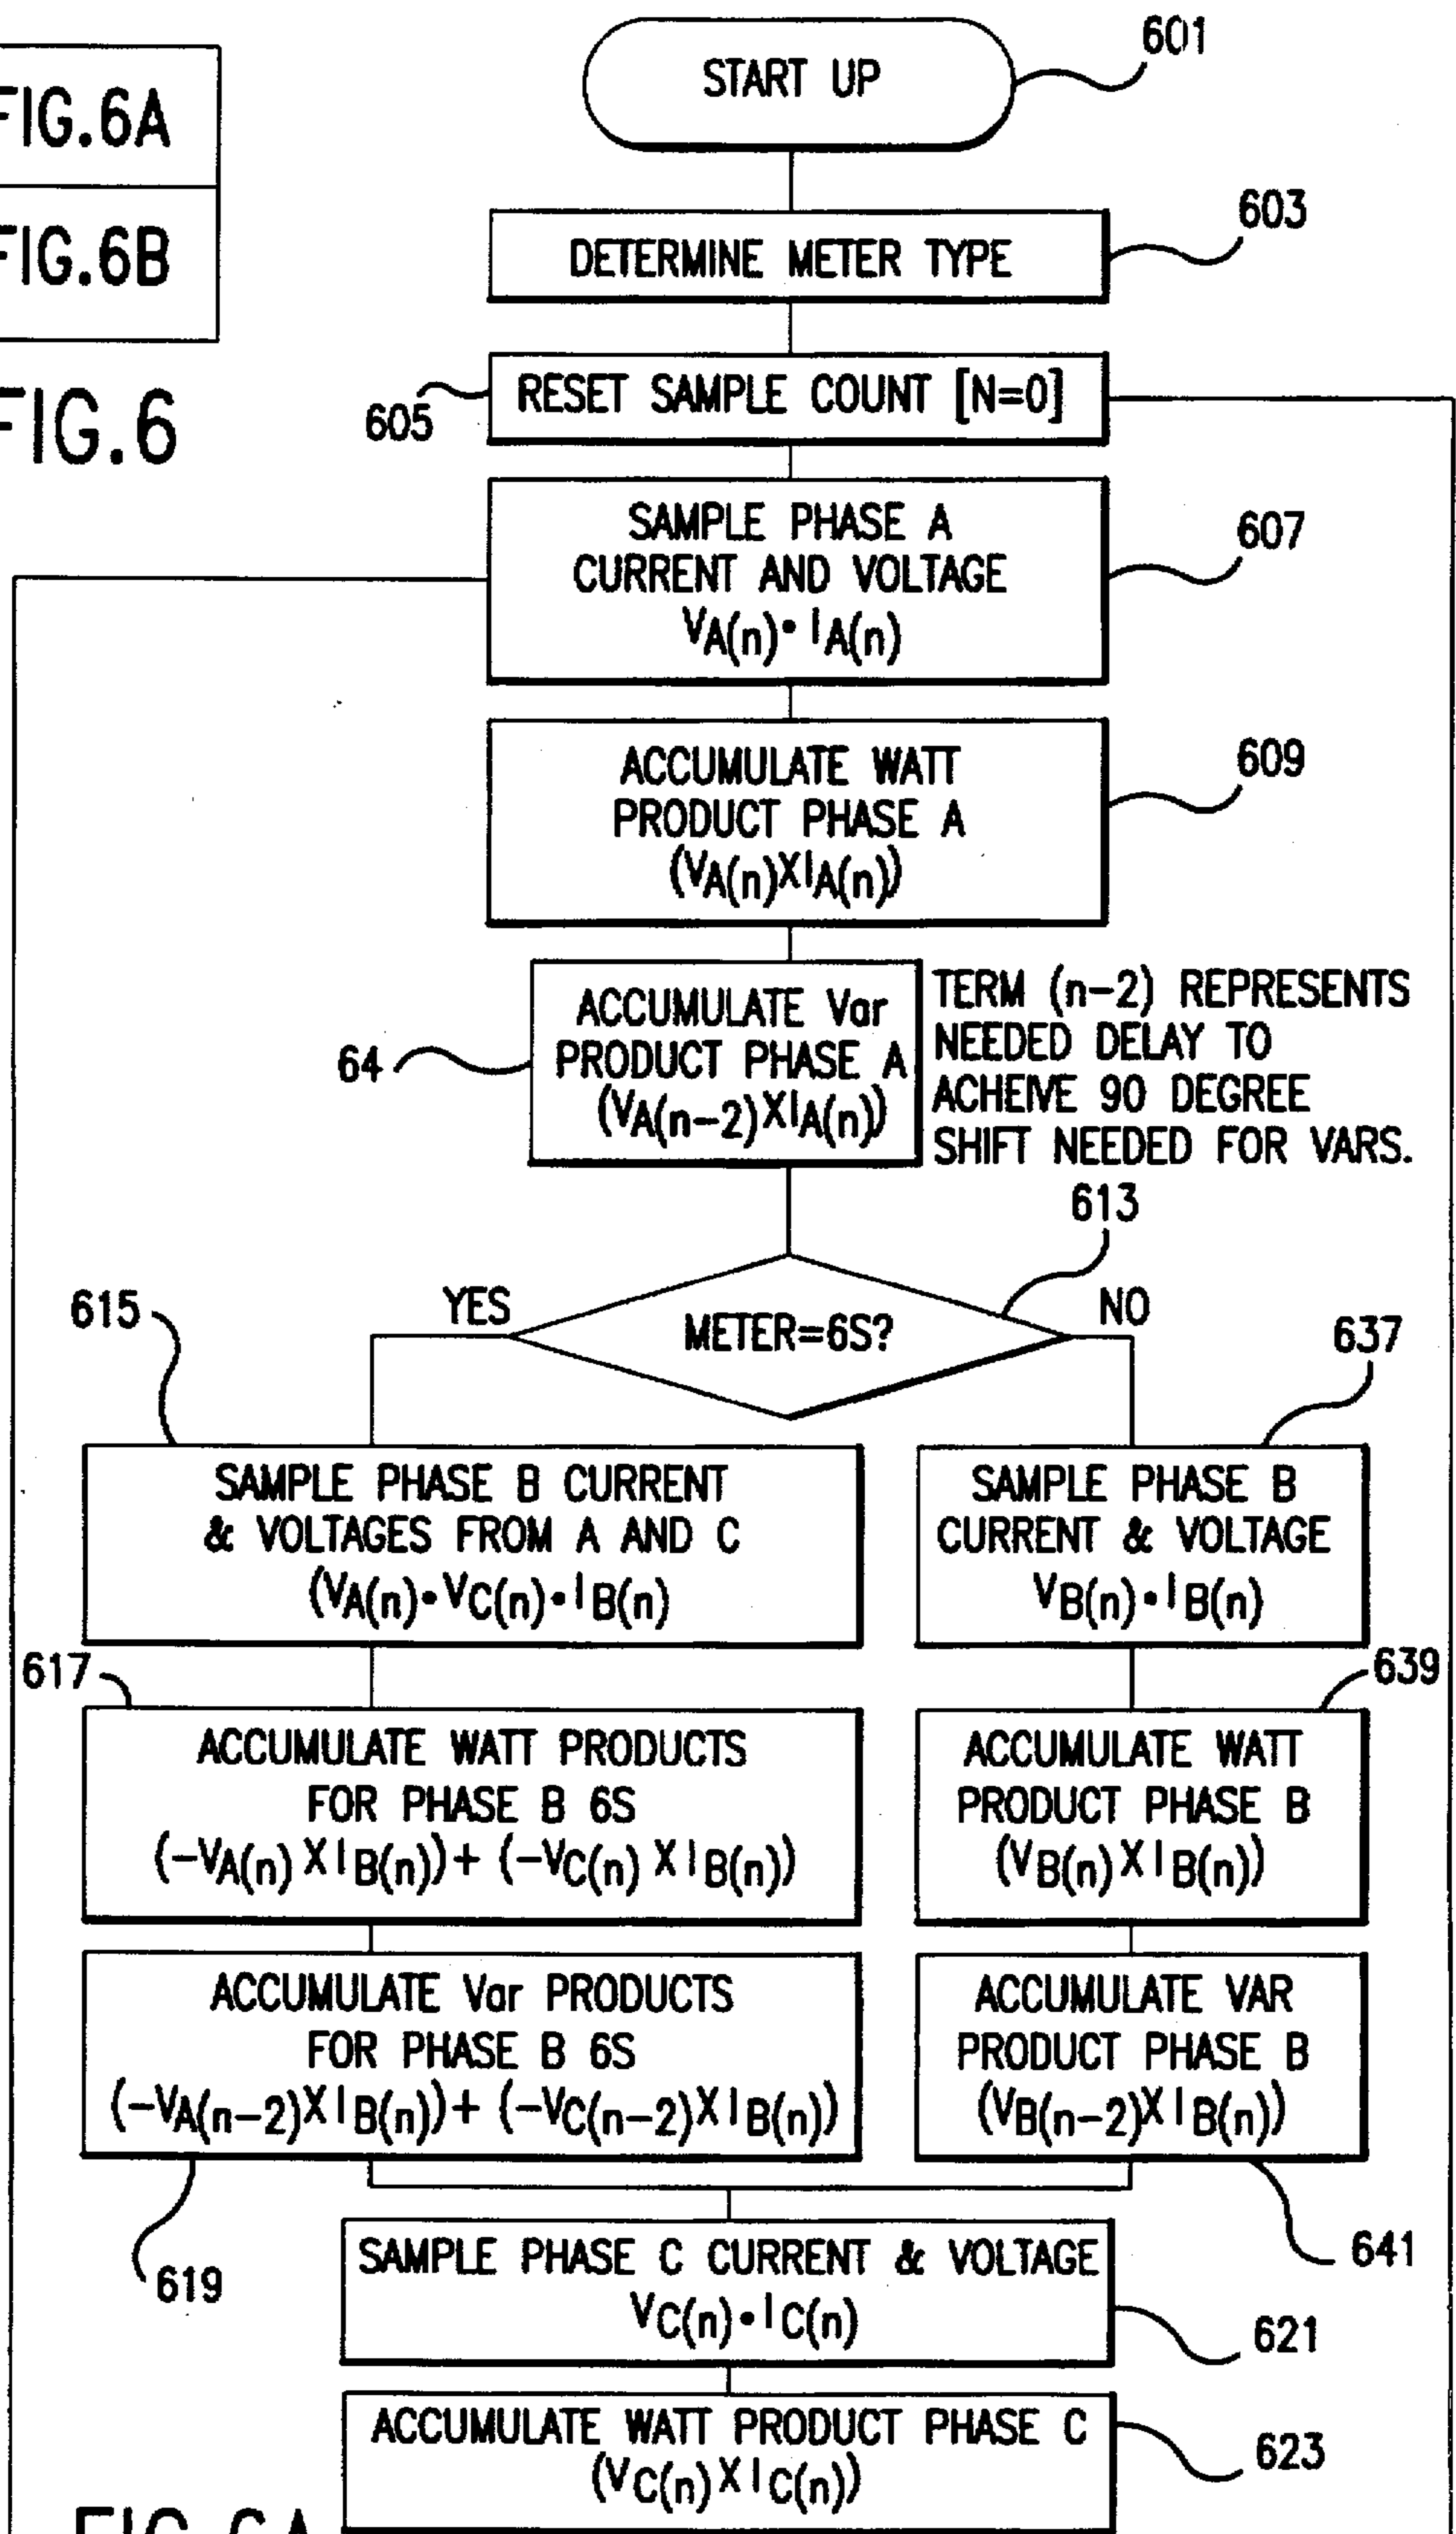 FIG.6A
FIG.6B
FIG.6
START UP
601
DETERMINE METER TYPE
603
RESET SAMPLE COUNT [N=0]
605
SAMPLE PHASE A
CURRENT AND VOLTAGE
VA(n)•IA(n)
607
ACCUMULATE WATT
PRODUCT PHASE A
(VA(n)XIA(n))
609
ACCUMULATE Var
PRODUCT PHASE A
(VA(n-2)XIA(n))
64
TERM (n-2) REPRESENTS
NEEDED DELAY TO
ACHEIVE 90 DEGREE
SHIFT NEEDED FOR VARS.
613
METER=6S?
YES
NO
615
SAMPLE PHASE B CURRENT
& VOLTAGES FROM A AND C
(VA(n)•VC(n)•IB(n)
637
SAMPLE PHASE B
CURRENT & VOLTAGE
VB(n)•IB(n)
617
ACCUMULATE WATT PRODUCTS
FOR PHASE B 6S
(-VA(n)XIB(n))+ (-VC(n)XIB(n))
639
ACCUMULATE WATT
PRODUCT PHASE B
(VB(n)XIB(n))
ACCUMULATE Var PRODUCTS
FOR PHASE B 6S
(-VA(n-2)XIB(n))+ (-VC(n-2)XIB(n))
619
ACCUMULATE VAR
PRODUCT PHASE B
(VB(n-2)XIB(n))
641
SAMPLE PHASE C CURRENT & VOLTAGE
VC(n)•IC(n)
621
ACCUMULATE WATT PRODUCT PHASE C
(VC(n)XIC(n))
623
FIG.6A